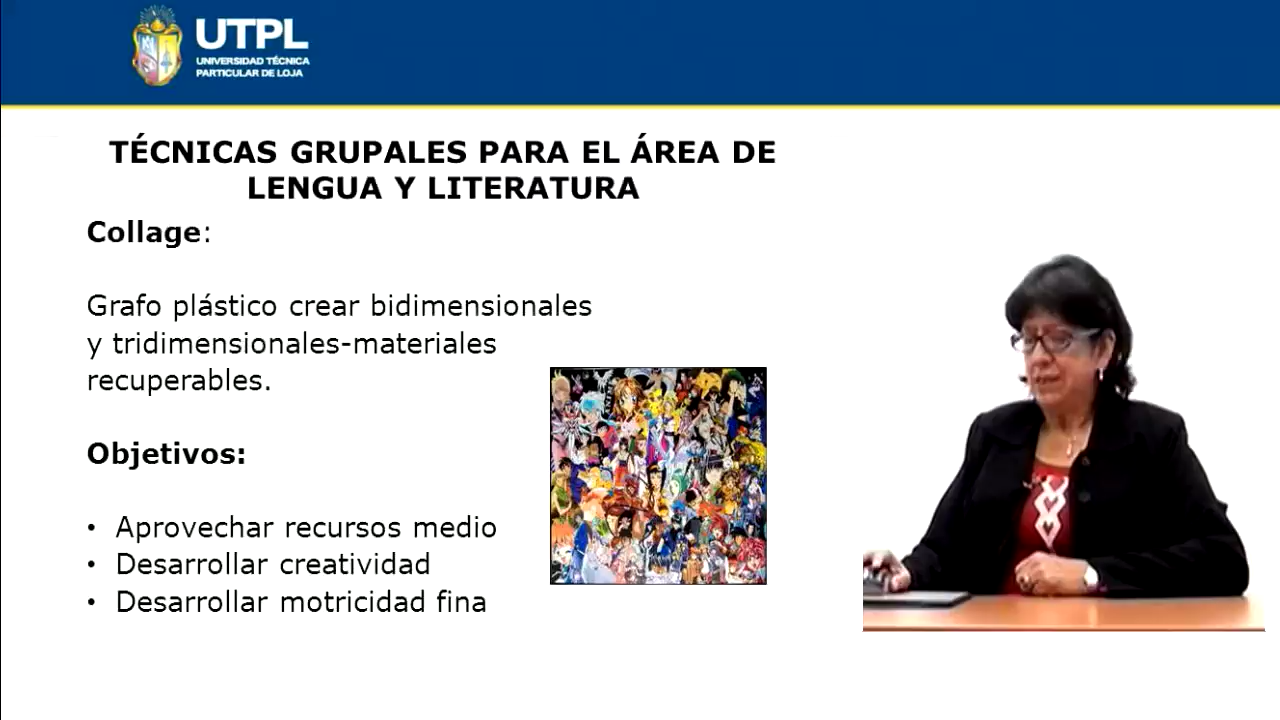 UTPL
UNIVERSIDAD TÉCNICA
PARTICULAR DE LOJA
TÉCNICAS GRUPALES PARA EL ÁREA DE
LENGUA Y LITERATURA
Collage:
Grafo plástico crear bidimensionales
y tridimensionales-materiales
recuperables.
Objetivos:
• Aprovechar recursos medio
• Desarrollar creatividad
• Desarrollar motricidad fina